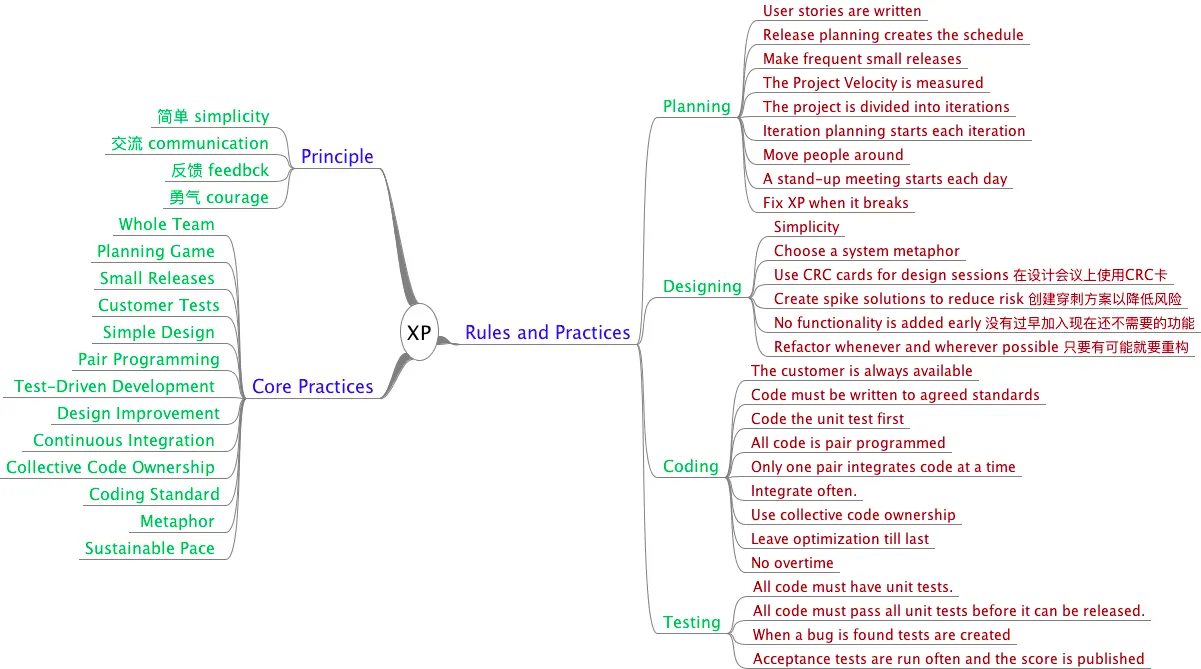 XP
Principle
简单 simplicity
交流 communication
反馈 feedbck
勇气 courage
Core Practices
Whole Team
Planning Game
Small Releases
Customer Tests
Simple Design
Pair Programming
Test-Driven Development
Design Improvement
Continuous Integration
Collective Code Ownership
Coding Standard
Metaphor
Sustainable Pace
Rules and Practices
Planning
User stories are written
Release planning creates the schedule
Make frequent small releases
The Project Velocity is measured
The project is divided into iterations
Iteration planning starts each iteration
Move people around
A stand-up meeting starts each day
Fix XP when it breaks
Designing
Simplicity
Choose a system metaphor
Use CRC cards for design sessions 在设计会议上使用CRC卡
Create spike solutions to reduce risk 创建穿刺方案以降低风险
No functionality is added early 没有过早加入现在还不需要的功能
Refactor whenever and wherever possible 只要有可能就要重构
Coding
The customer is always available
Code must be written to agreed standards
Code the unit test first
All code is pair programmed
Only one pair integrates code at a time
Integrate often.
Use collective code ownership
Leave optimization till last
No overtime
Testing
All code must have unit tests.
All code must pass all unit tests before it can be released.
When a bug is found tests are created
Acceptance tests are run often and the score is published